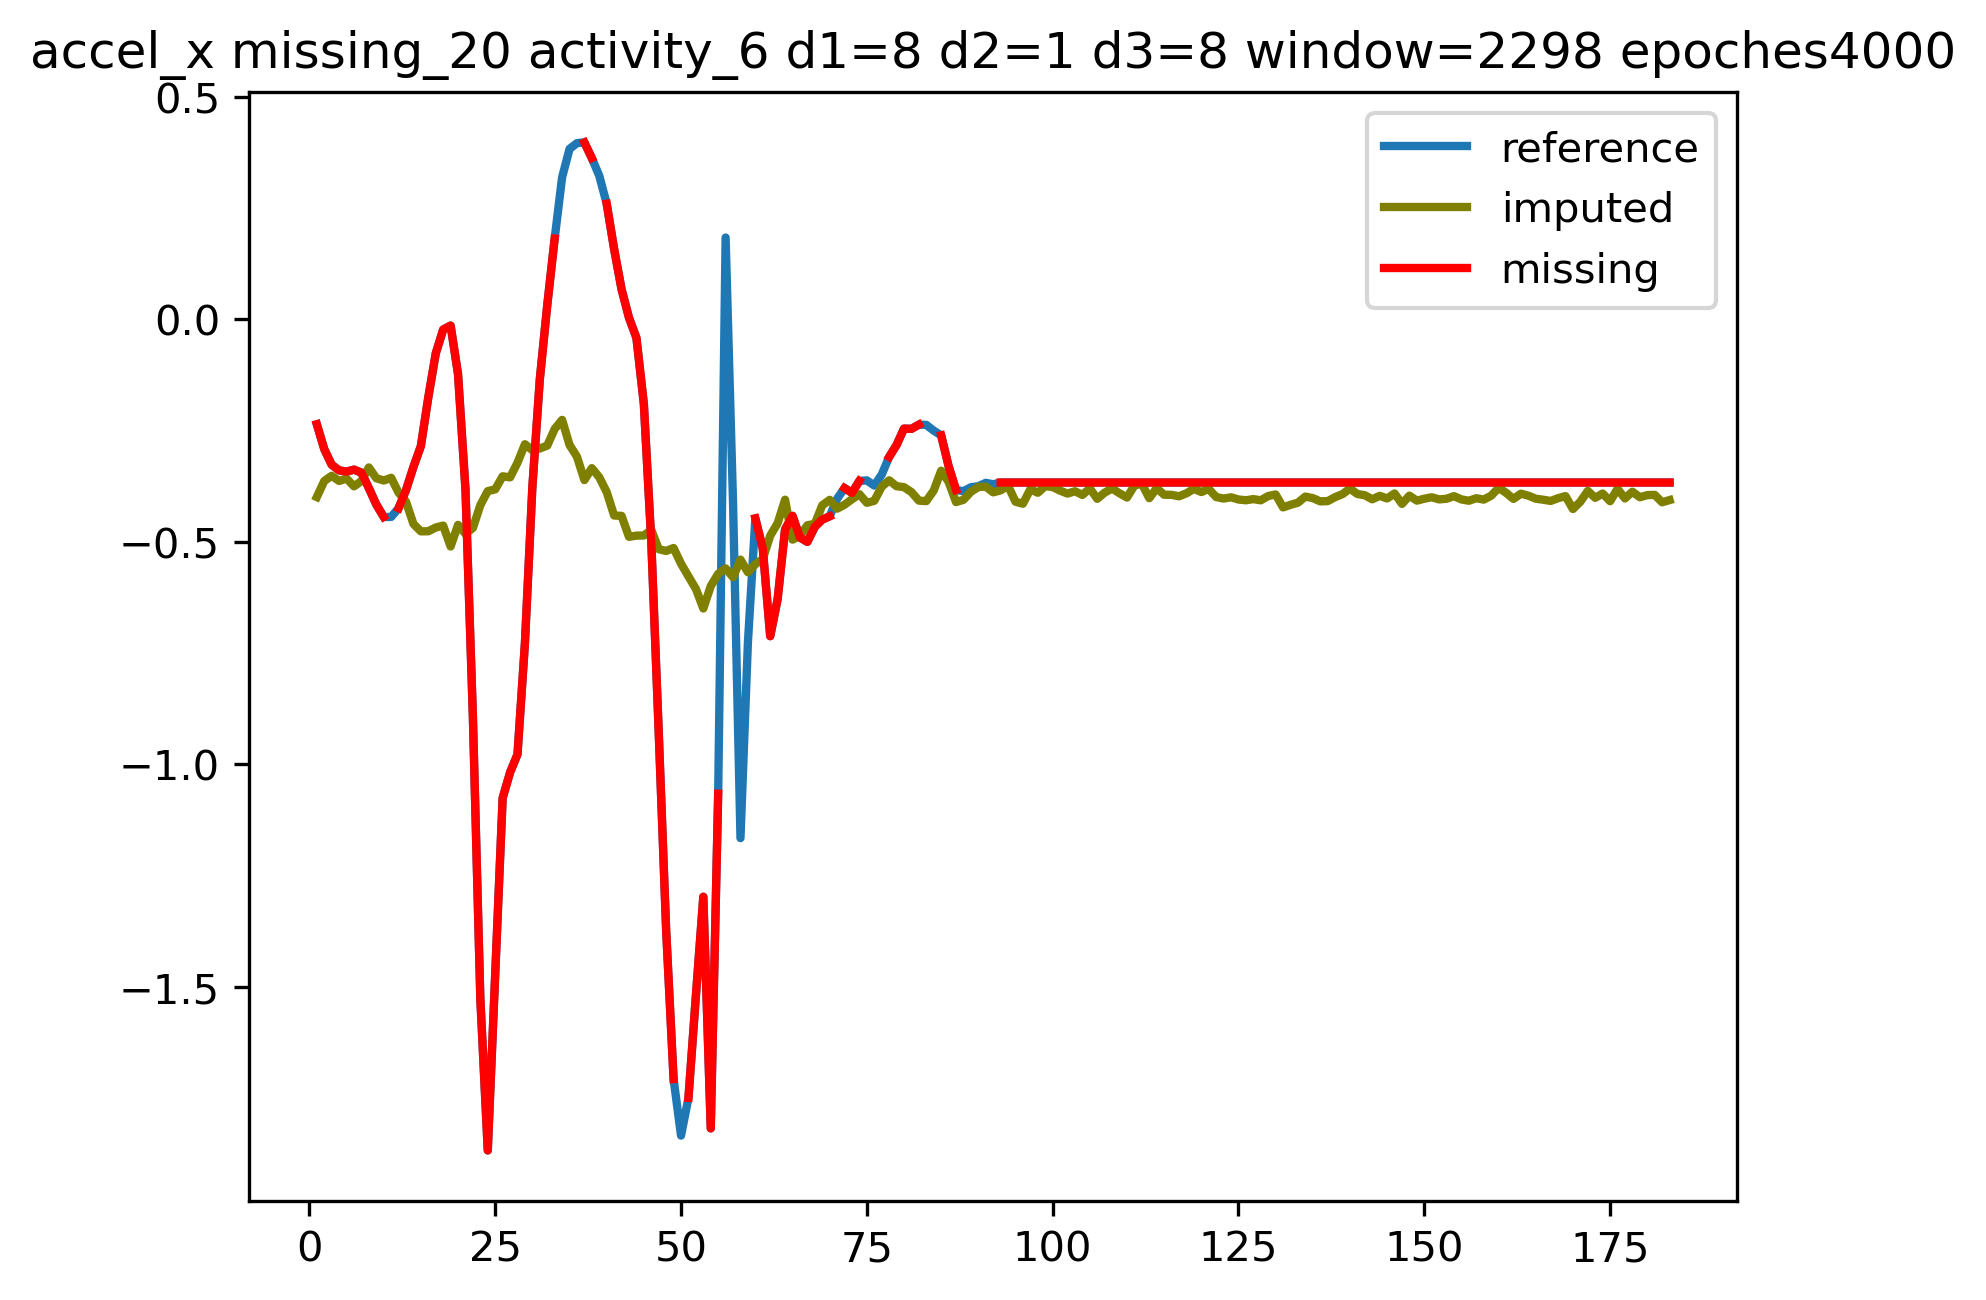 accel_x missing_20 activity_6 d1=8 d2=1 d3=8 window=2298 epoches4000
0.5
0.0
−0.5
−1.0
−1.5
reference
imputed
missing
0 25 50 75 100 125 150 175